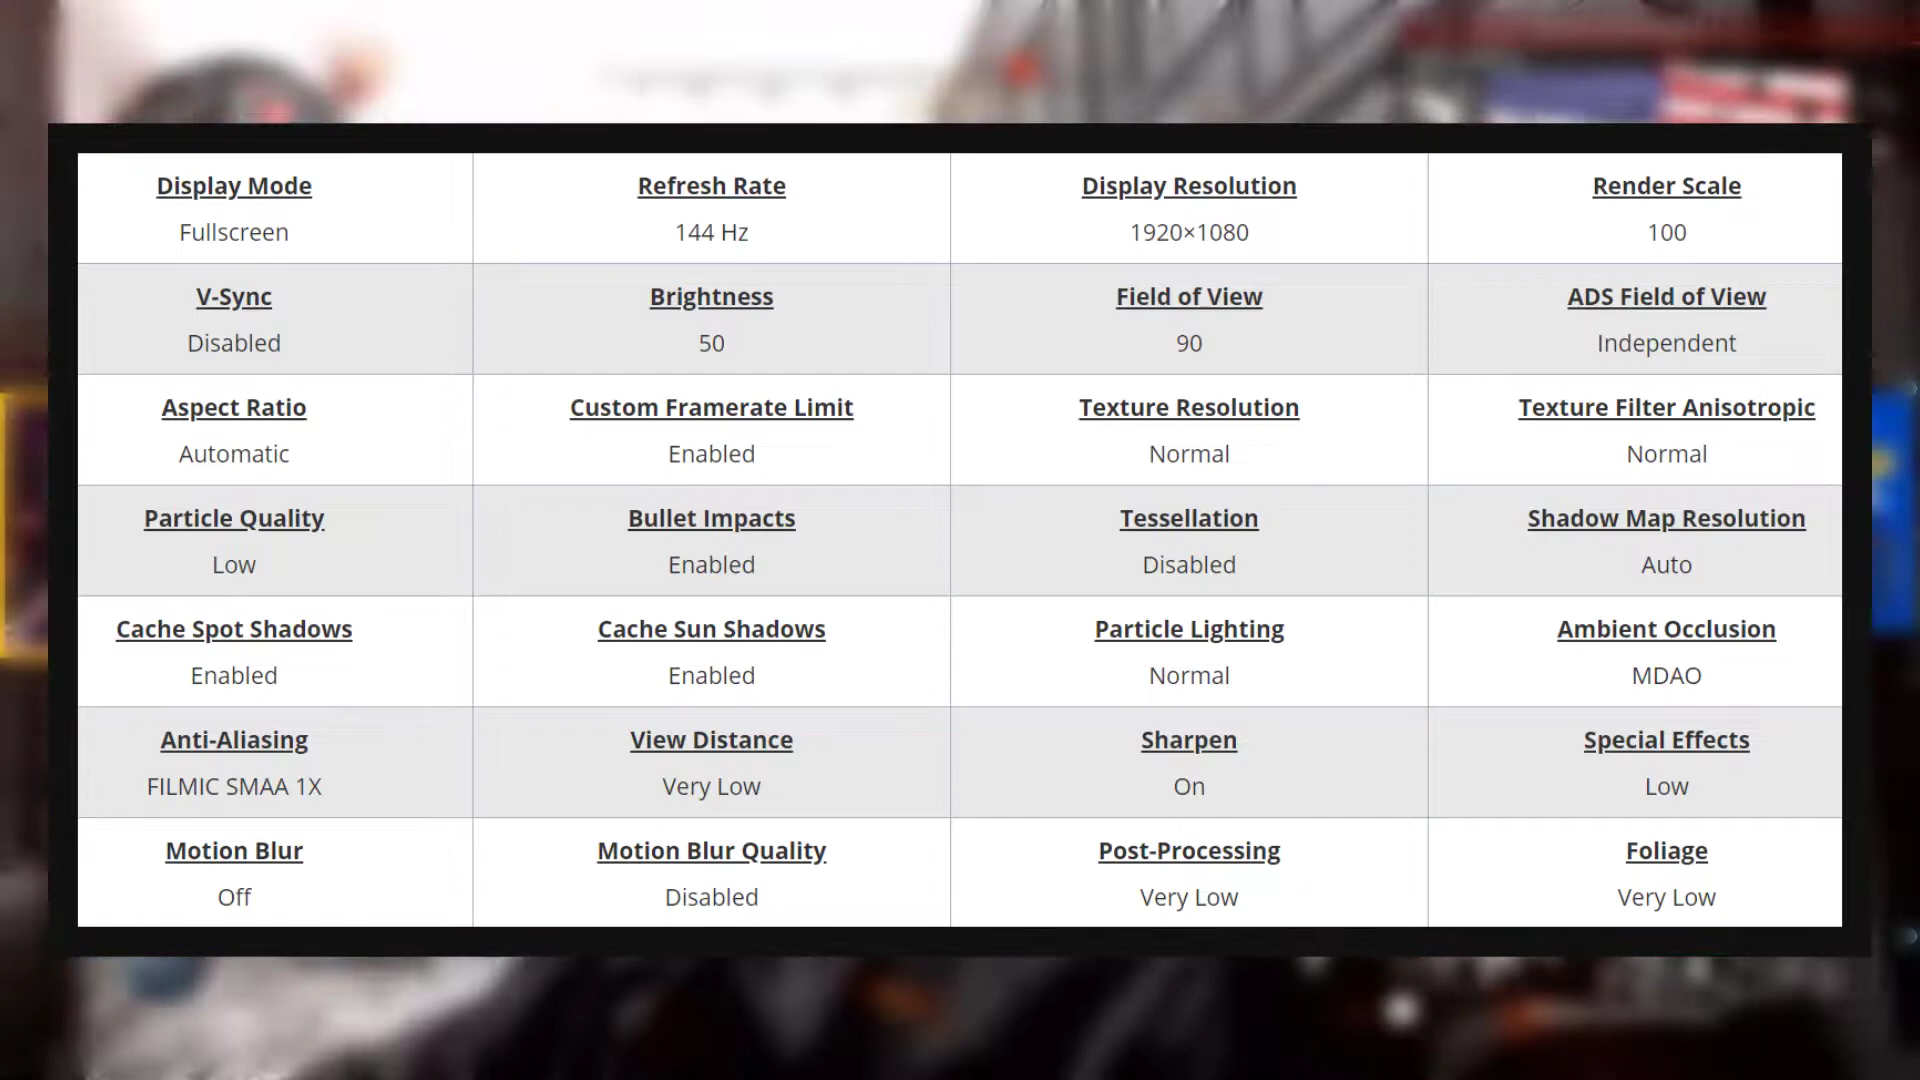 Display Mode Refresh Rate Display Resolution Render Scale
Fullscreen 144 Hz 1920×1080 100
V-Sync Brightness Field of View ADS Field of View
Disabled 50 90 Independent
Aspect Ratio Custom Framerate Limit Texture Resolution Texture Filter Anisotropic
Automatic Enabled Normal Normal
Particle Quality Bullet Impacts Tessellation Shadow Map Resolution
Low Enabled Disabled Auto
Cache Spot Shadows Cache Sun Shadows Particle Lighting Ambient Occlusion
Enabled Enabled Normal MDAO
Anti-Aliasing View Distance Sharpen Special Effects
FILMIC SMAA 1X Very Low On Low
Motion Blur Motion Blur Quality Post-Processing Foliage
Off Disabled Very Low Very Low